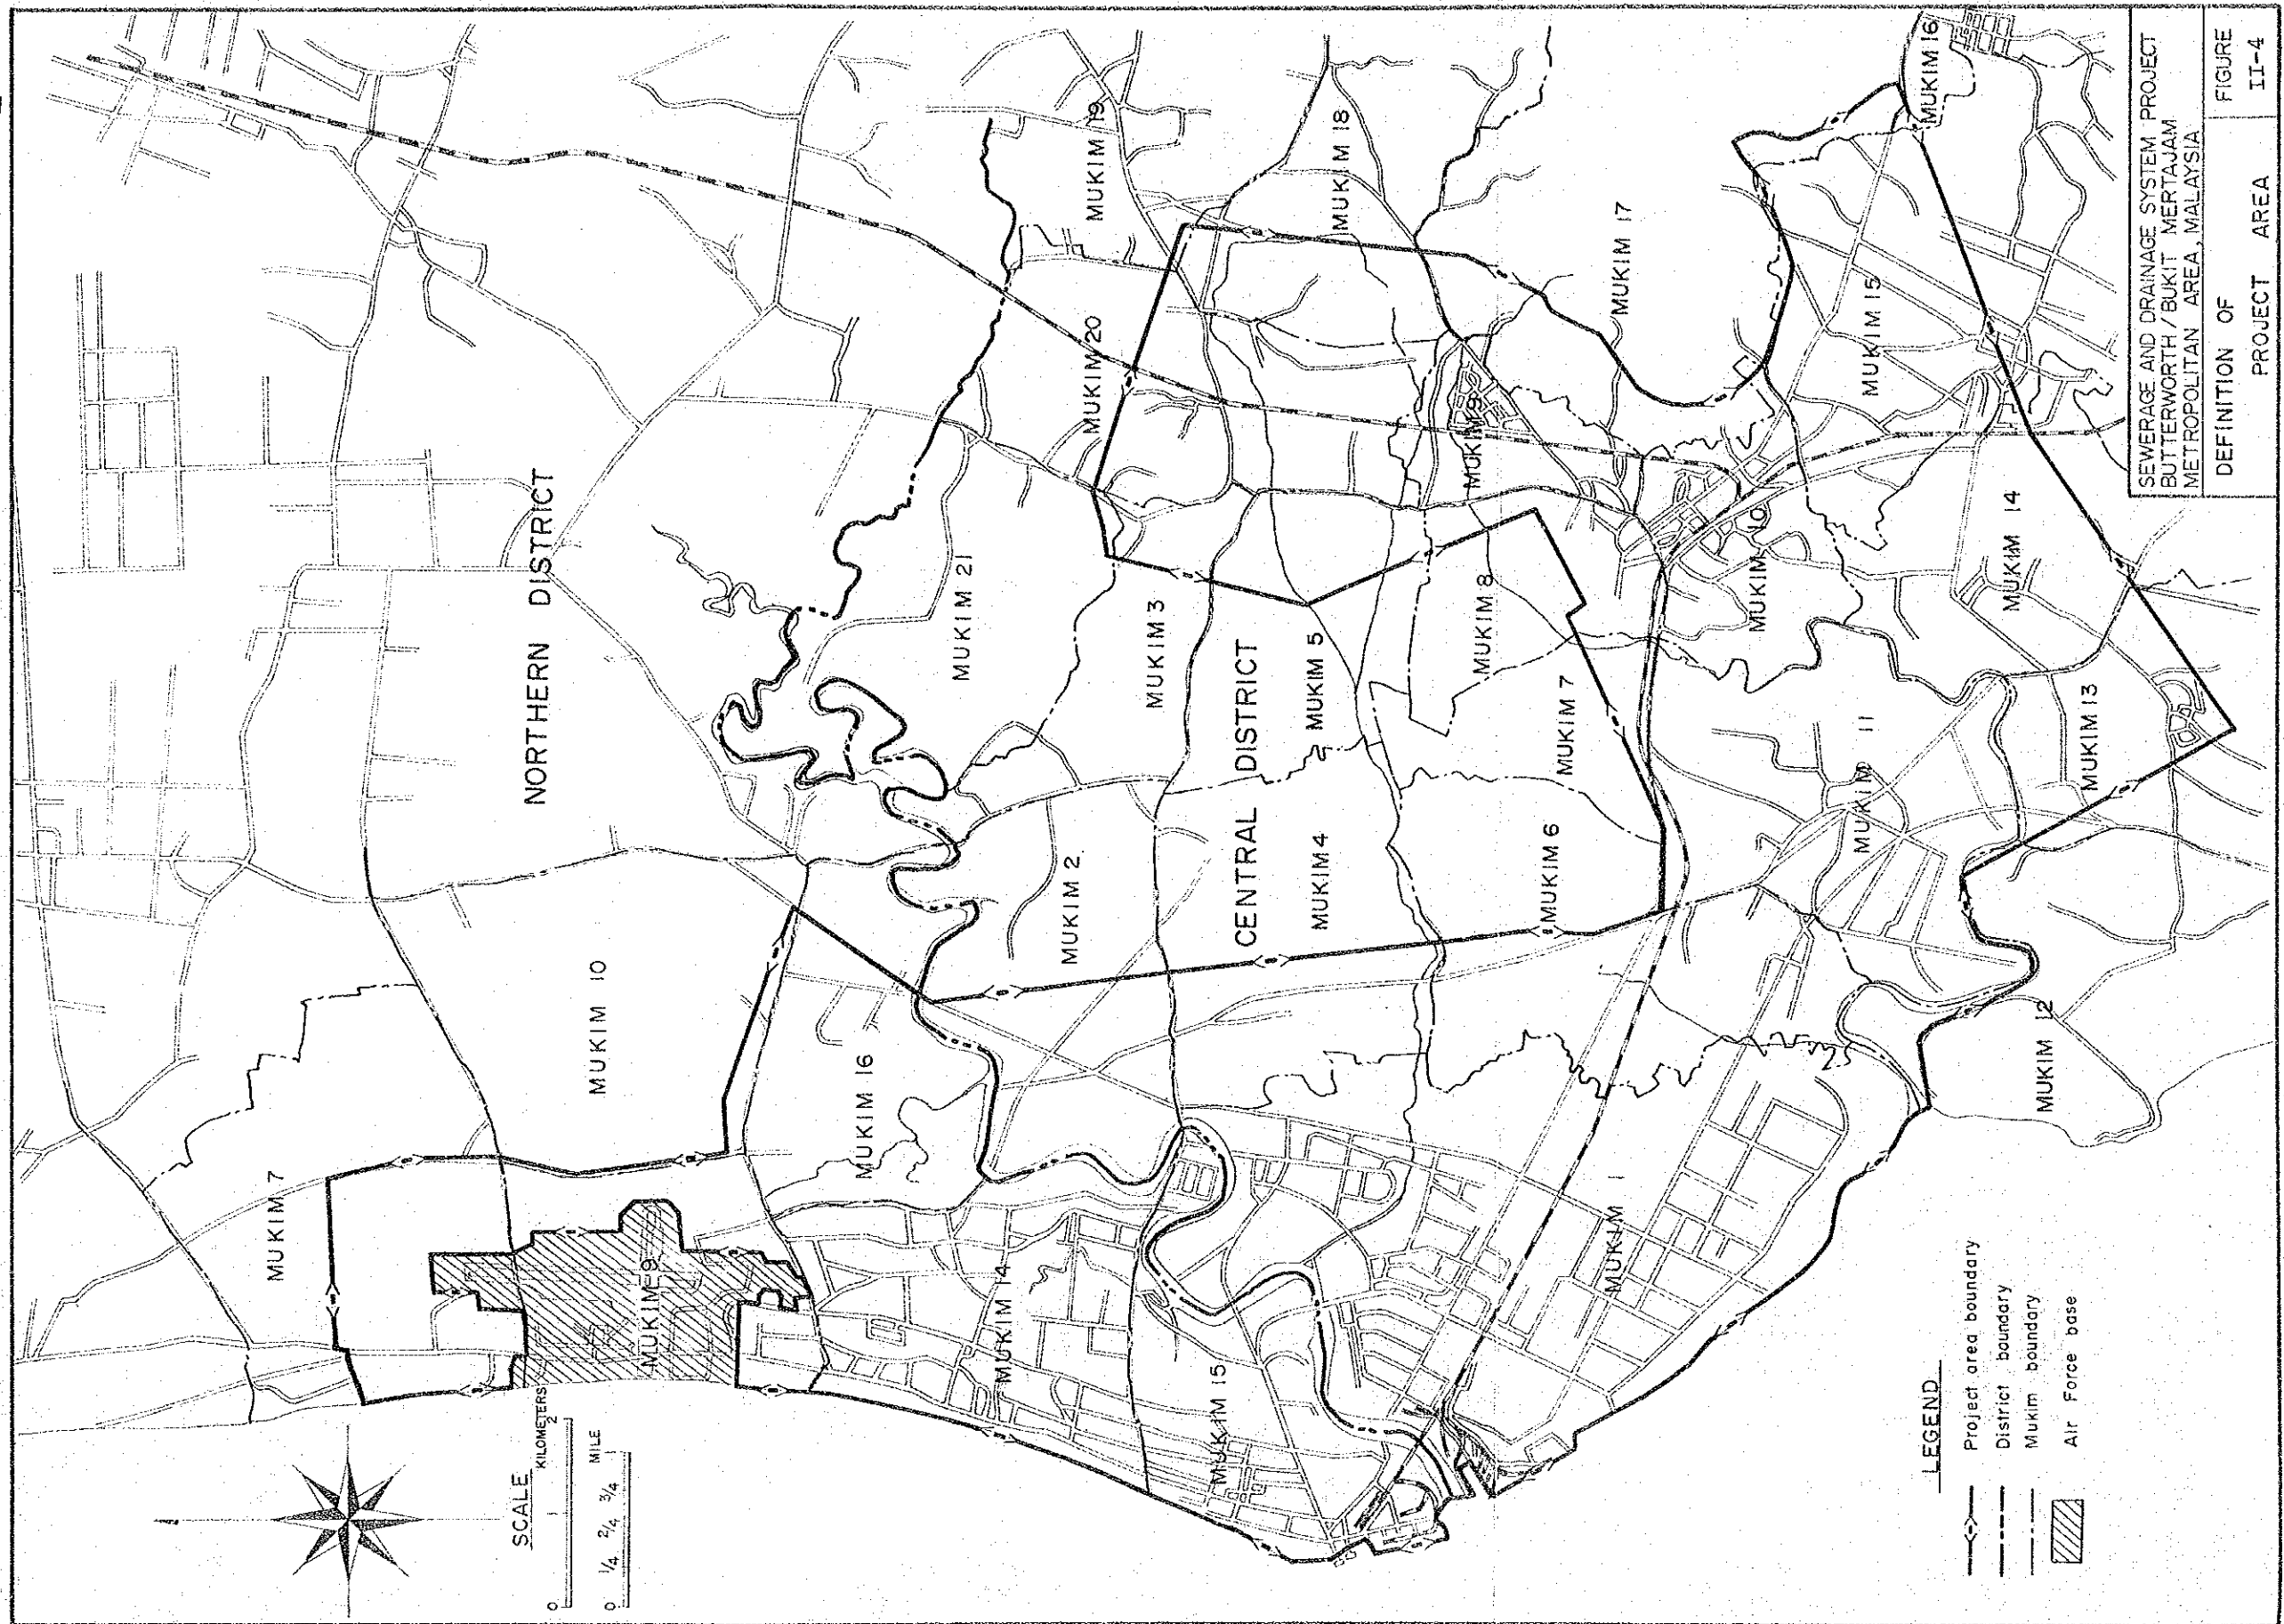 NORTHERN DISTRICT
CENTRAL DISTRICT
MUKIM 7
MUKIM 10
MUKIM 9
MUKIM 16
MUKIM 14
MUKIM 15
MUKIM 1
MUKIM 2
MUKIM 21
MUKIM 3
MUKIM 20
MUKIM 19
MUKIM 18
MUKIM 4
MUKIM 5
MUKIM 6
MUKIM 7
MUKIM 8
MUKIM 9
MUKIM 17
MUKIM 10
MUKIM 11
MUKIM 12
MUKIM 13
MUKIM 14
MUKIM 15
MUKIM 16
SCALE
KILOMETERS
0 1 2
MILE
0 1/4 2/4 3/4 1
LEGEND
Project area boundary
District boundary
Mukim boundary
Air Force base
SEWERAGE AND DRAINAGE SYSTEM PROJECT
BUTTERWORTH / BUKIT MERTAJAM
METROPOLITAN AREA, MALAYSIA
DEFINITION OF
PROJECT AREA
FIGURE
II-4